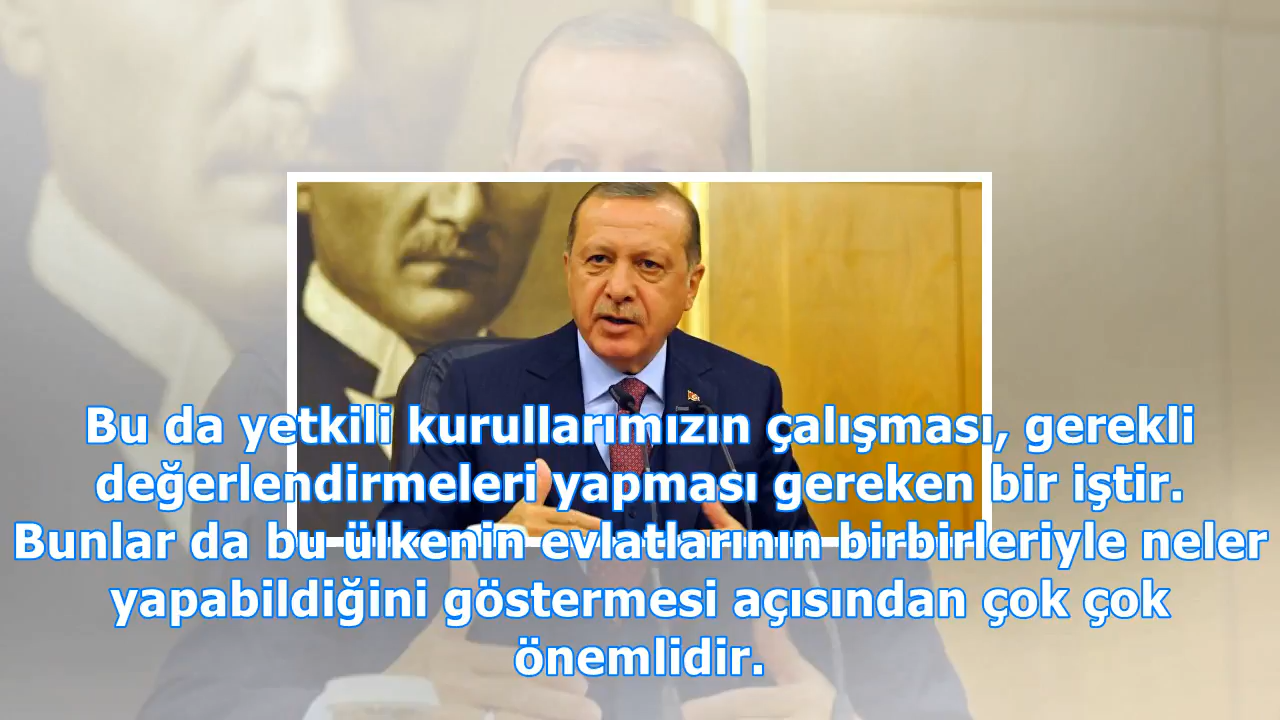 Bu da yetkili kurullarımızın çalışması, gerekli
değerlendirmeleri yapması gereken bir iştir.
Bunlar da bu ülkenin evlatlarının birbirleriyle neler
yapabildiğini göstermesi açısından çok çok
önemlidir.